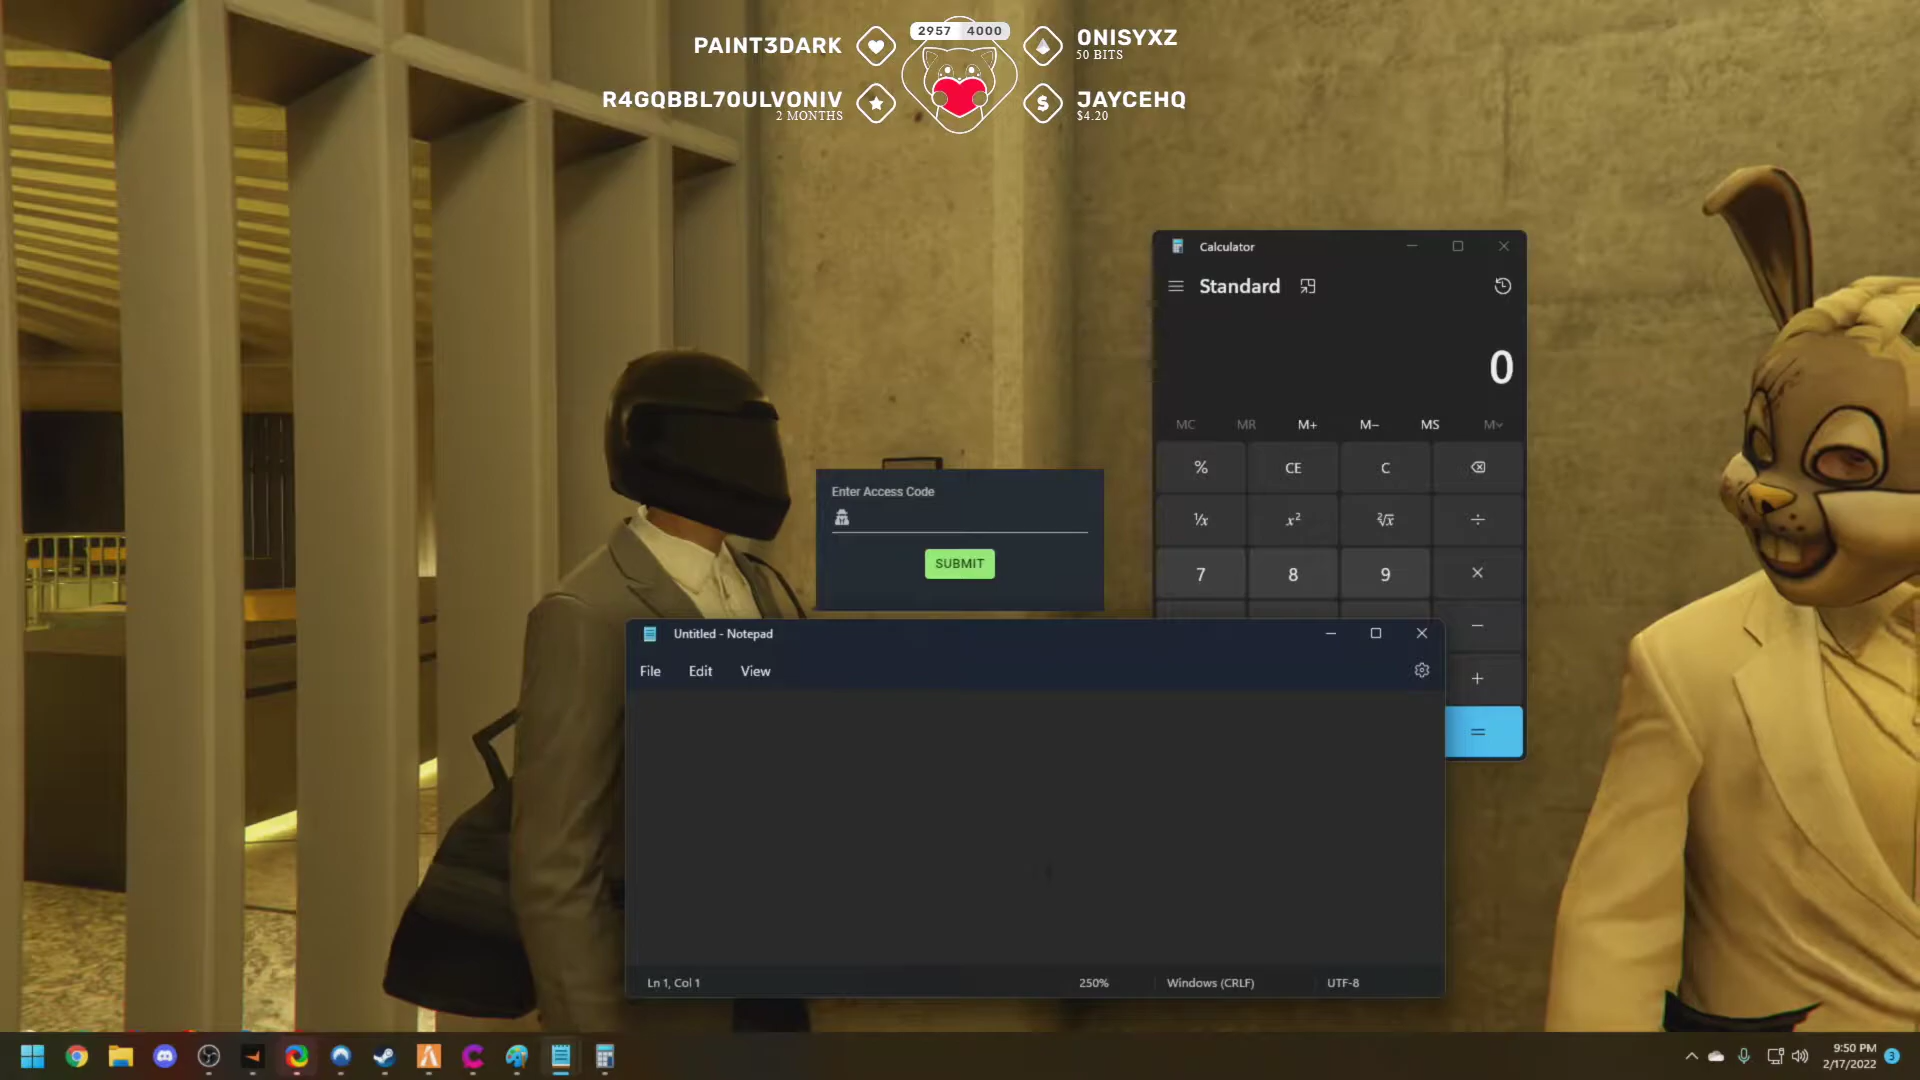 PAINT3DARK
2957 4000
0NISYXZ
50 BITS
R4GQBBL70ULVONIV
2 MONTHS
$
JAYCEHQ
$4.20
Calculator
Standard
0
MC MR M+ M− MS M
% CE C
¹/x x² ²√x ÷
7 8 9 ×
−
+
=
Enter Access Code
SUBMIT
Untitled - Notepad
File Edit View
Ln 1, Col 1 250% Windows (CRLF) UTF-8
9:50 PM
2/17/2022
3